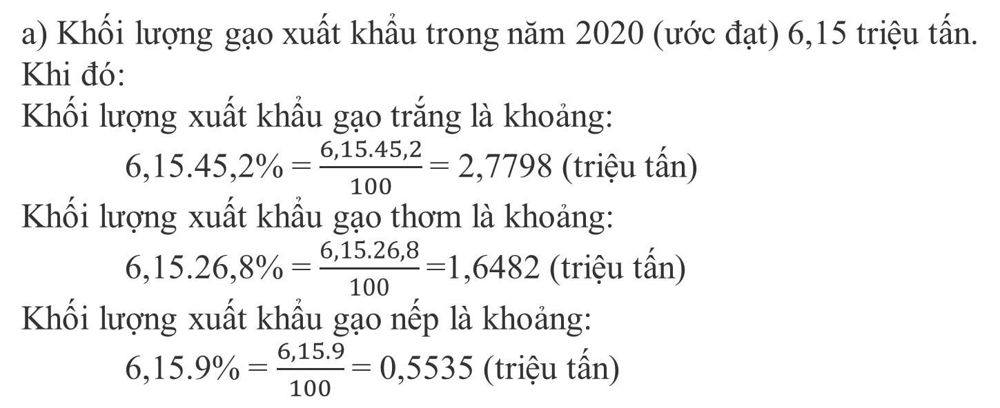 a) Khối lượng gạo xuất khẩu trong năm 2020 (ước đạt) 6,15 triệu tấn.
Khi đó:
Khối lượng xuất khẩu gạo trắng là khoảng:
6,15.45,2% = \frac{6,15.45,2}{100} = 2,7798 (triệu tấn)
Khối lượng xuất khẩu gạo thơm là khoảng:
6,15.26,8% = \frac{6,15.26,8}{100} =1,6482 (triệu tấn)
Khối lượng xuất khẩu gạo nếp là khoảng:
6,15.9% = \frac{6,15.9}{100} = 0,5535 (triệu tấn)